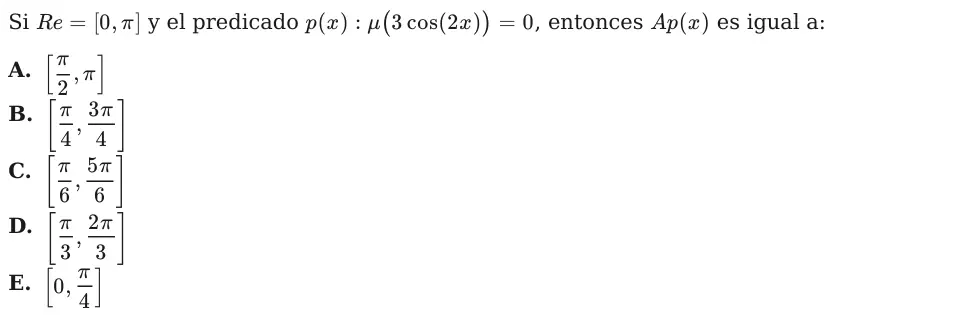 Si Re = [0, π] y el predicado p(x) : μ(3 cos(2x)) = 0, entonces Ap(x) es igual a:
A. [π/2, π]
B. [π/4, 3π/4]
C. [π/6, 5π/6]
D. [π/3, 2π/3]
E. [0, π/4]